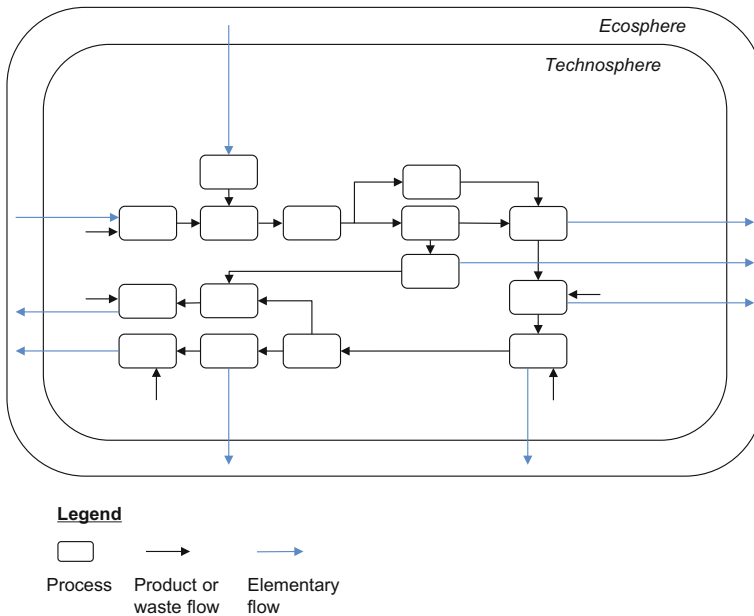 Ecosphere
Technosphere
Legend
Process
Product or
waste flow
Elementary
flow